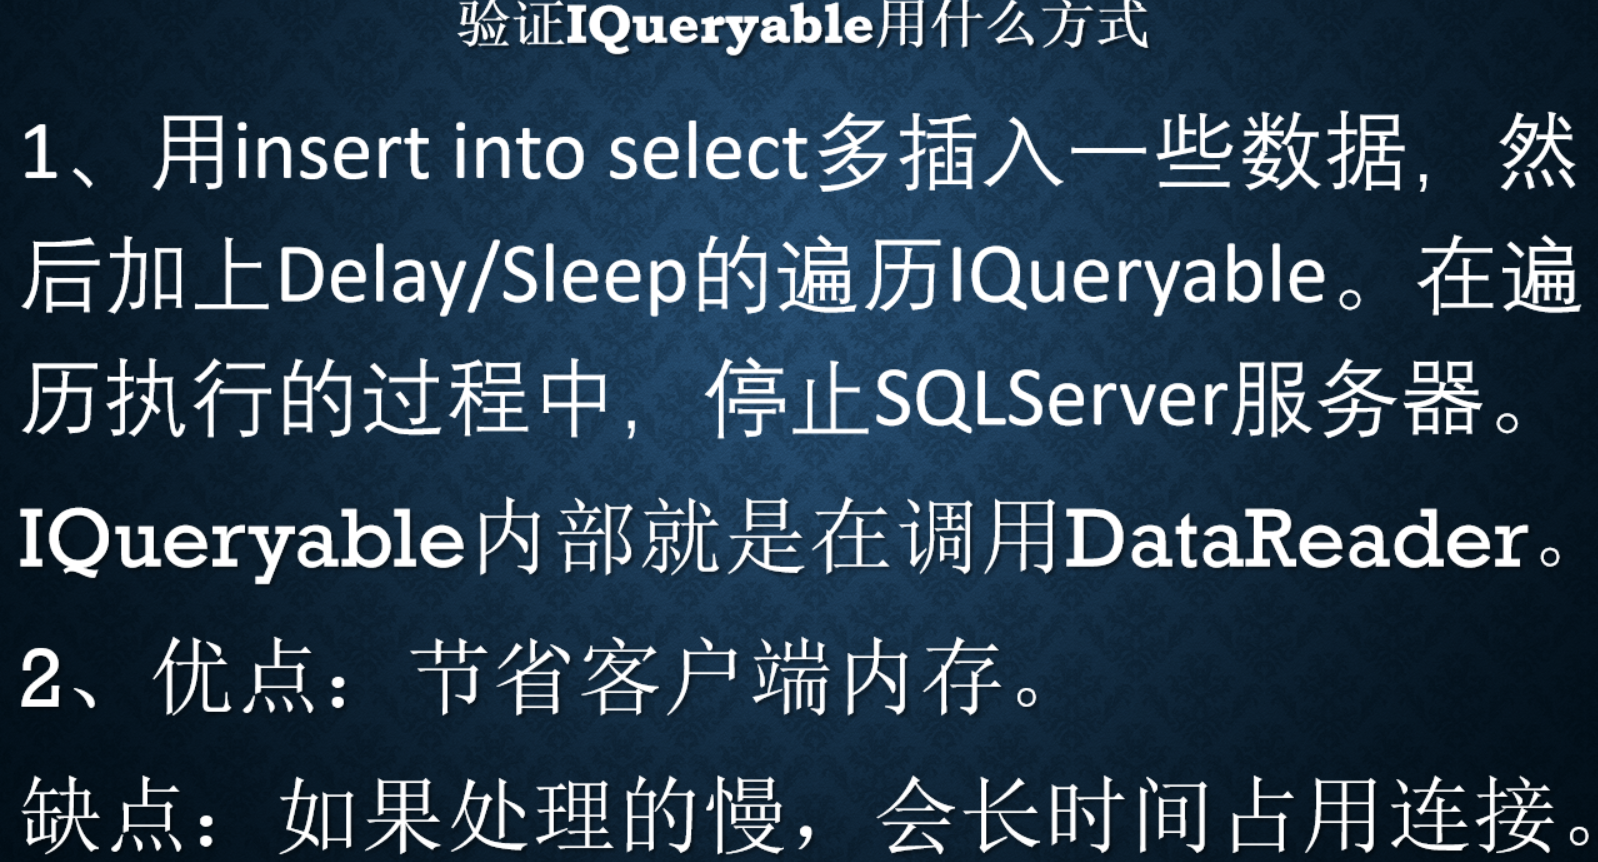 验证IQueryable用什么方式
1、用insert into select多插入一些数据，然
后加上Delay/Sleep的遍历IQueryable。在遍
历执行的过程中，停止SQLServer服务器。
IQueryable内部就是在调用DataReader。
2、优点：节省客户端内存。
缺点：如果处理的慢，会长时间占用连接。